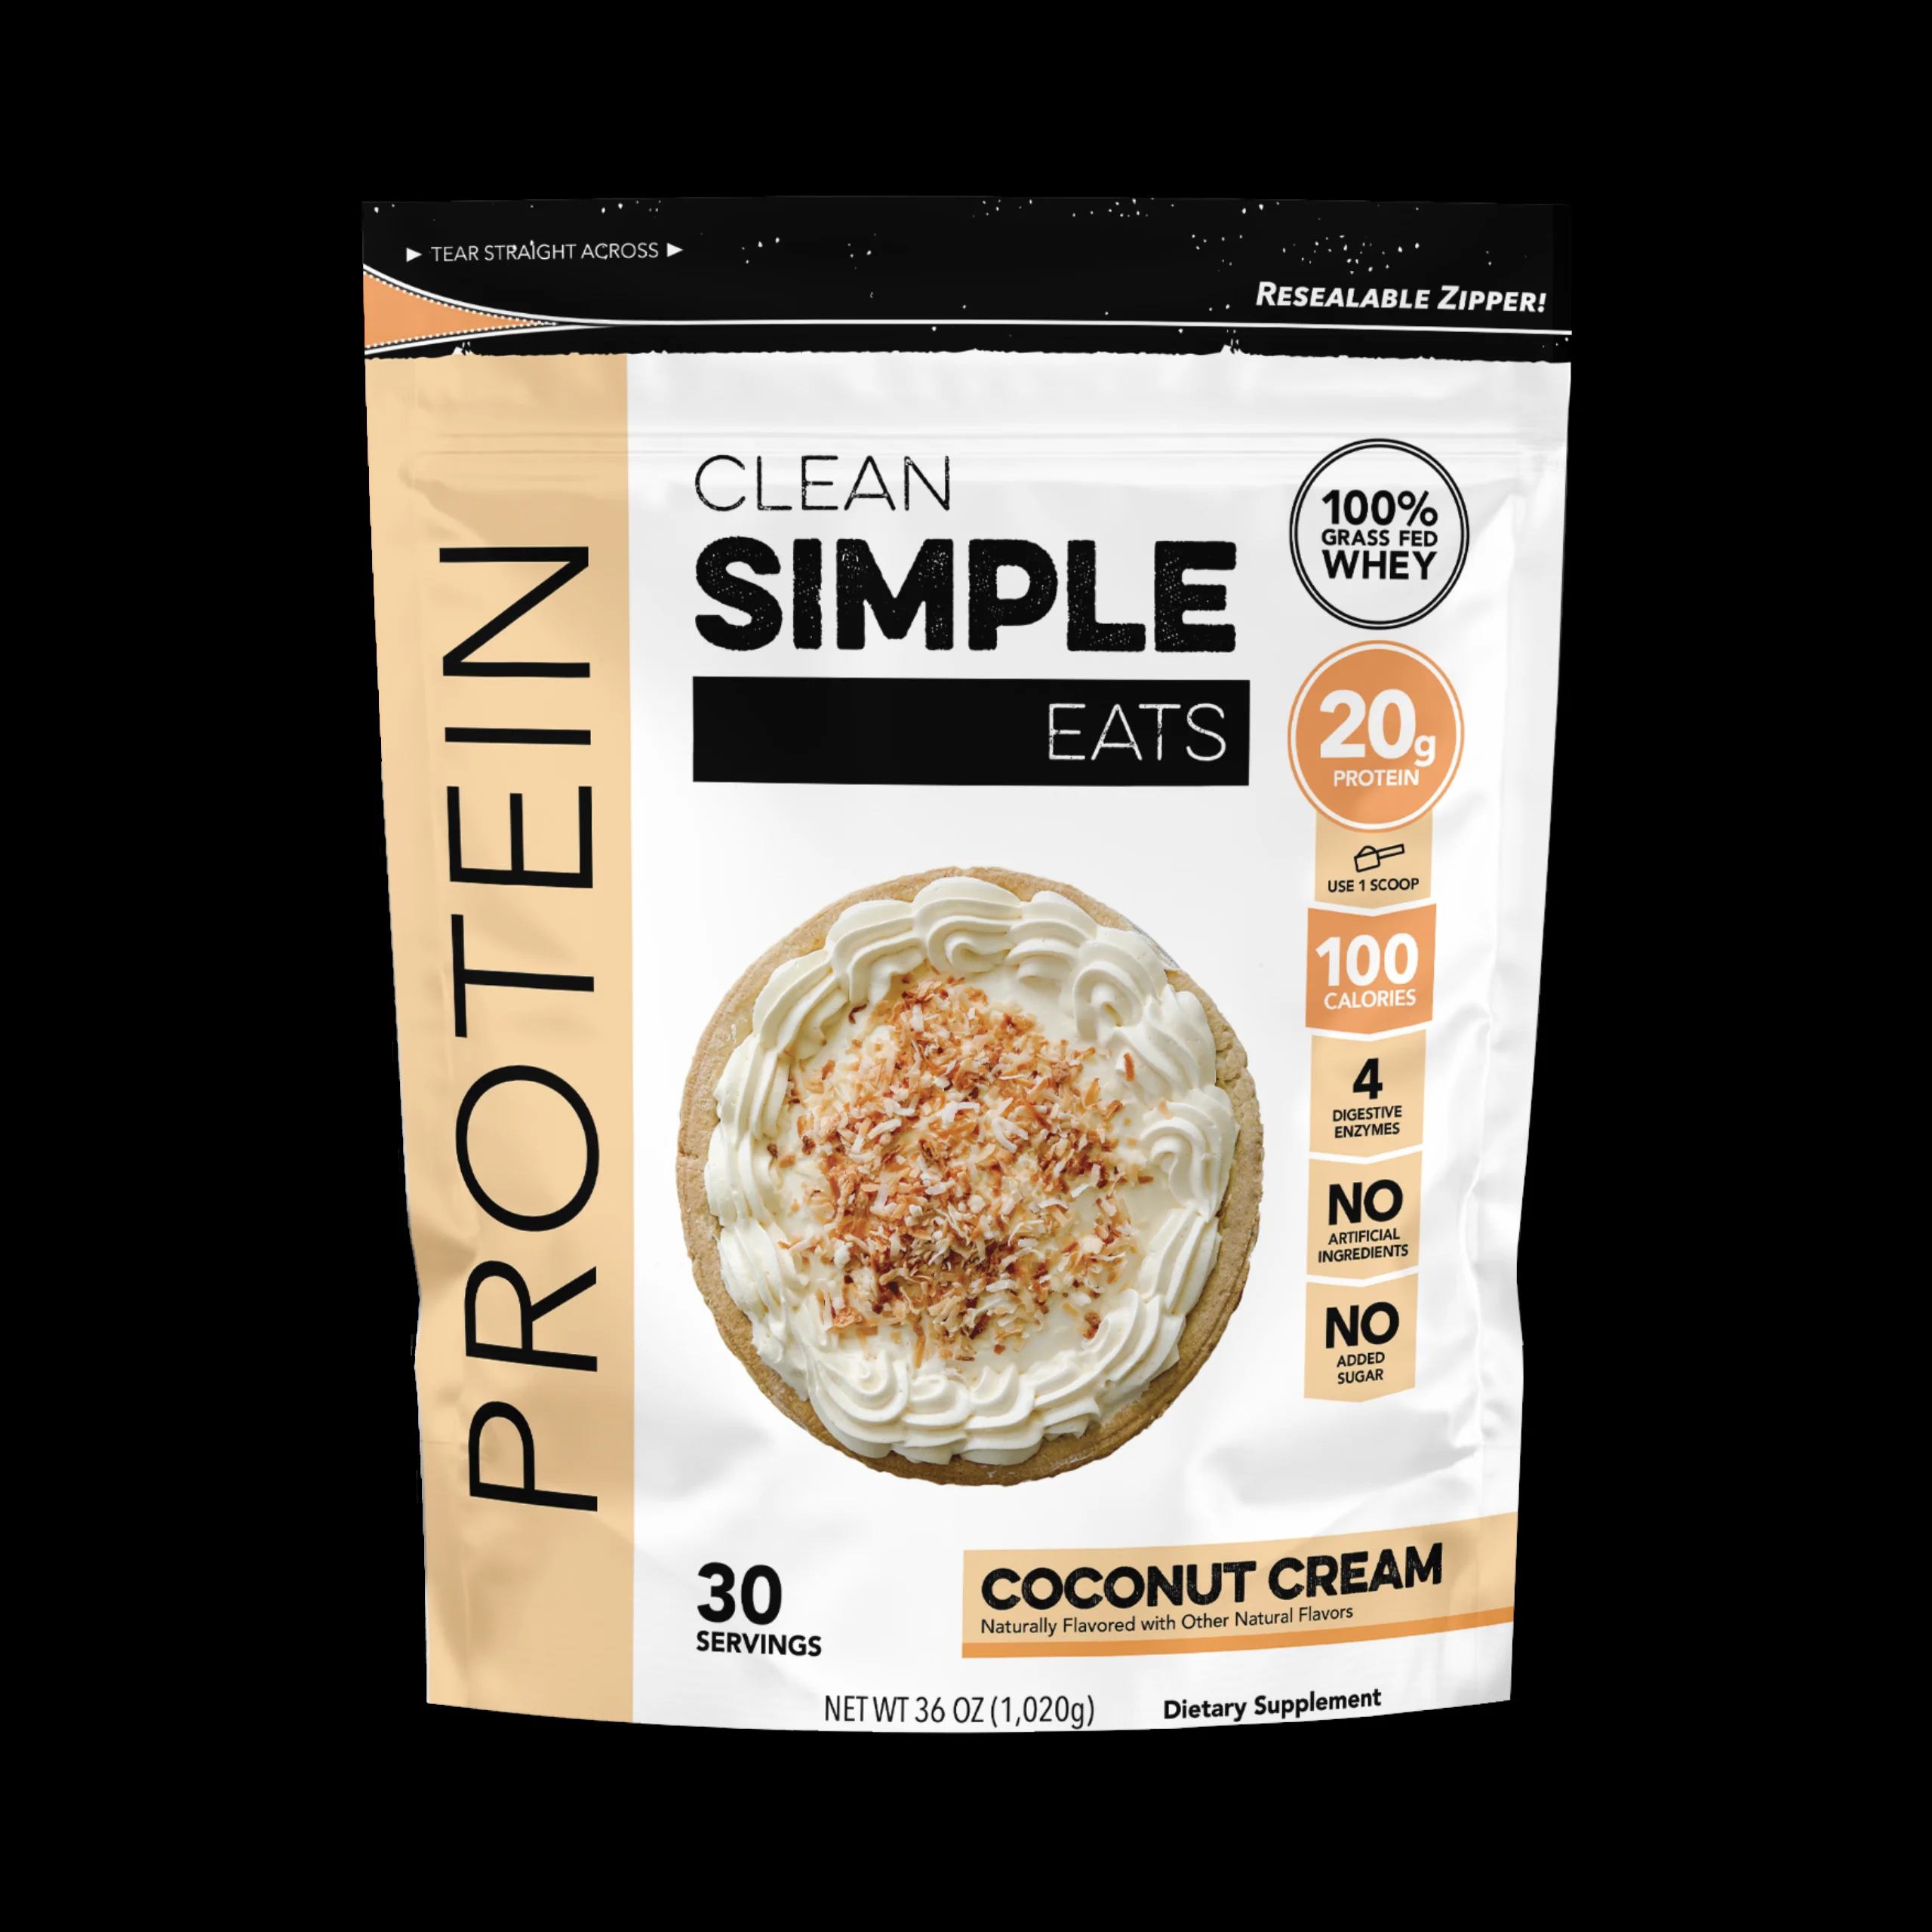 ▶ TEAR STRAIGHT ACROSS ▶
RESEALABLE ZIPPER!
PROTEIN
CLEAN
SIMPLE
EATS
100%
GRASS FED
WHEY
20g
PROTEIN
USE 1 SCOOP
100
CALORIES
4
DIGESTIVE
ENZYMES
NO
ARTIFICIAL
INGREDIENTS
NO
ADDED
SUGAR
30
SERVINGS
COCONUT CREAM
Naturally Flavored with Other Natural Flavors
NET WT 36 OZ (1,020g)
Dietary Supplement